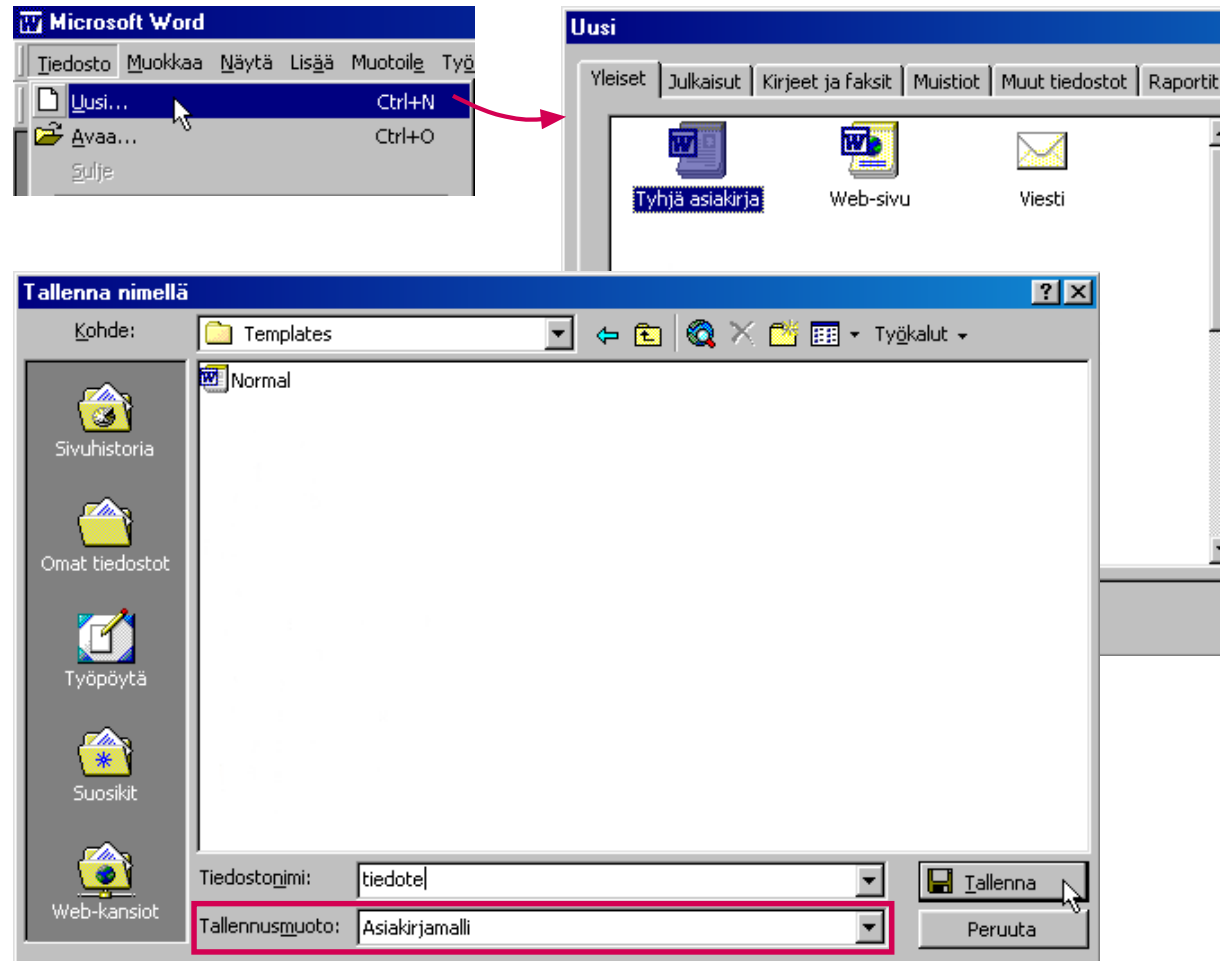 Microsoft Word
Tiedosto Muokkaa Näytä Lisää Muotoile Työ
Uusi... Ctrl+N
Avaa... Ctrl+O
Sulje
Uusi
Yleiset Julkaisut Kirjeet ja faksit Muistiot Muut tiedostot Raportit
Tyhjä asiakirja Web-sivu Viesti
Tallenna nimellä
Kohde: Templates Työkalut
Normal
Sivuhistoria
Omat tiedostot
Työpöytä
Suosikit
Web-kansiot
Tiedostonimi: tiedote Tallenna
Tallennusmuoto: Asiakirjamalli Peruuta